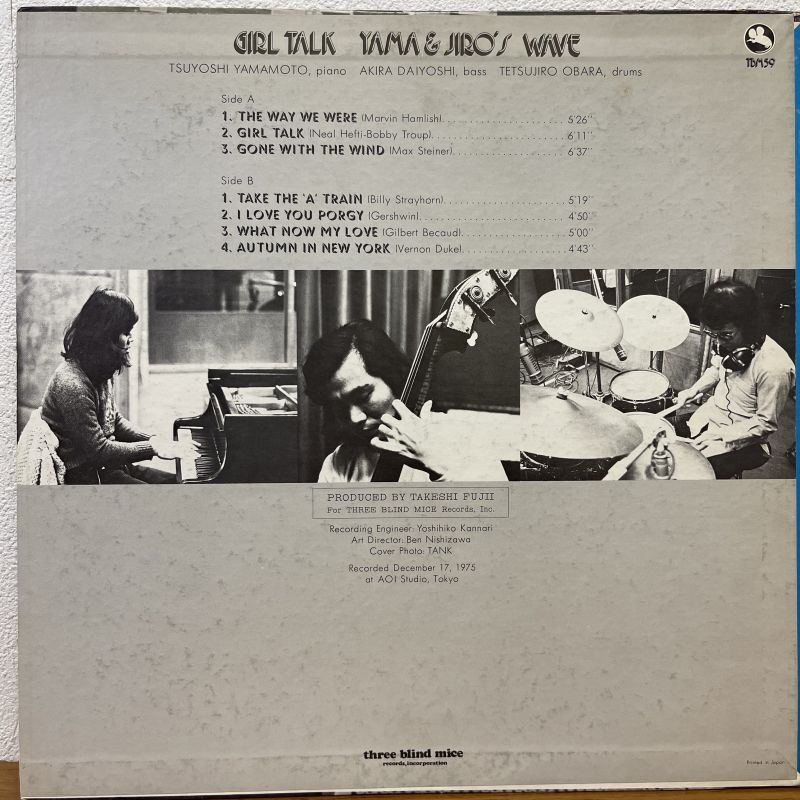 GIRL TALK YAMA & JIRO'S WAVE
TBM59
TSUYOSHI YAMAMOTO, piano AKIRA DAIYOSHI, bass TETSUJIRO OBARA, drums
Side A
1. THE WAY WE WERE (Marvin Hamlish)..................... 5'26"
2. GIRL TALK (Neal Hefti-Bobby Troup)...................... 6'11"
3. GONE WITH THE WIND (Max Steiner).................... 6'37"
Side B
1. TAKE THE 'A' TRAIN (Billy Strayhorn)..................... 5'19"
2. I LOVE YOU PORGY (Gershwin)......................... 4'50"
3. WHAT NOW MY LOVE (Gilbert Becaud).................. 5'00"
4. AUTUMN IN NEW YORK (Vernon Duke)................. 4'43"
PRODUCED BY TAKESHI FUJII
For THREE BLIND MICE Records, Inc.
Recording Engineer: Yoshihiko Kannari
Art Director: Ben Nishizawa
Cover Photo: TANK
Recorded December 17, 1975
at AOI Studio, Tokyo
three blind mice
records, incorporation
Printed in Japan